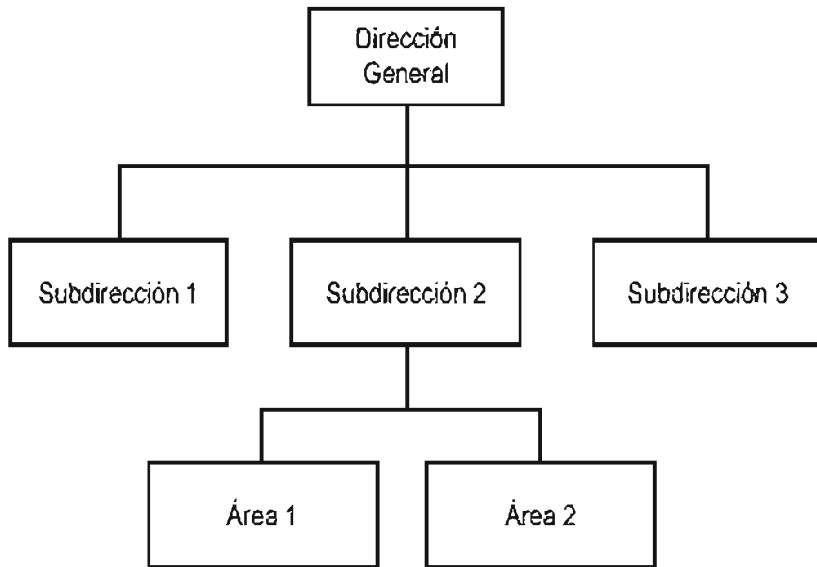 Dirección
General
Subdirección 1
Subdirección 2
Subdirección 3
Área 1
Área 2